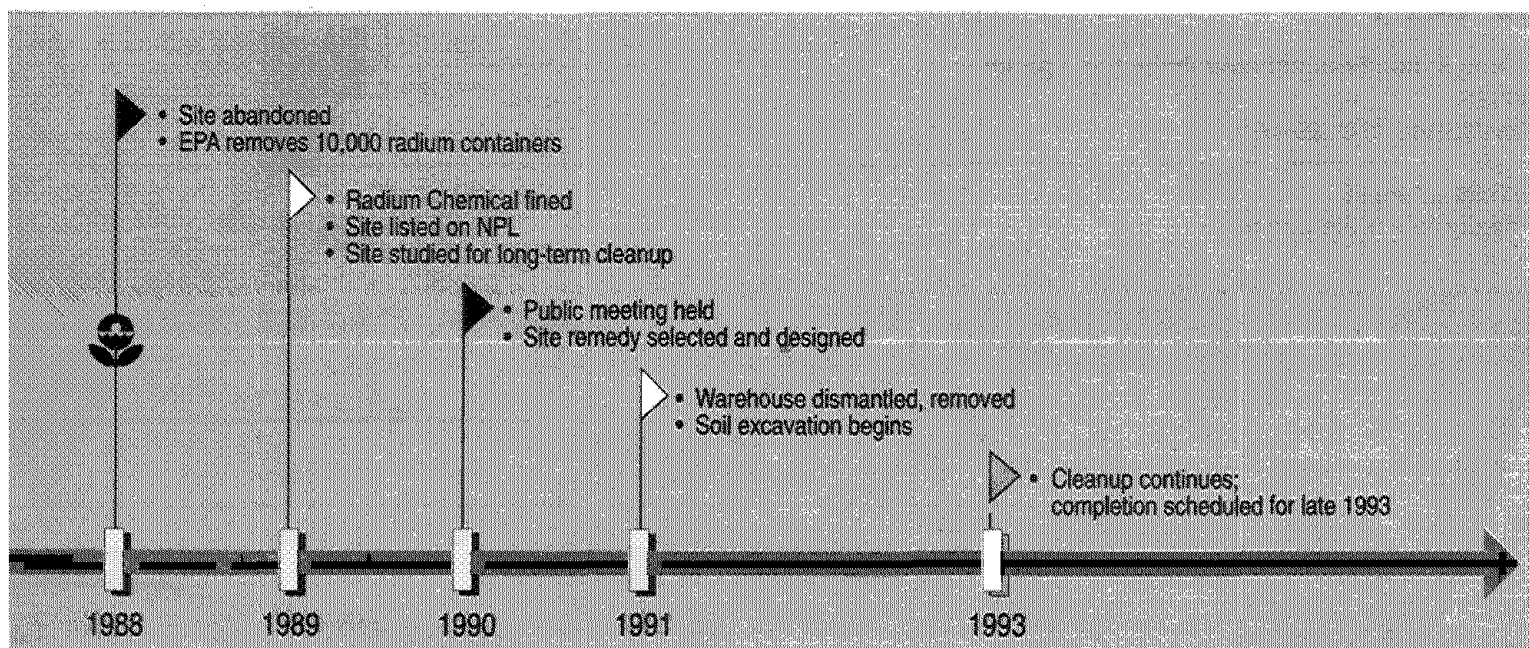 • Site abandoned
• EPA removes 10,000 radium containers
• Radium Chemical fined
• Site listed on NPL
• Site studied for long-term cleanup
• Public meeting held
• Site remedy selected and designed
• Warehouse dismantled, removed
• Soil excavation begins
• Cleanup continues;
completion scheduled for late 1993
1988 1989 1990 1991 1993